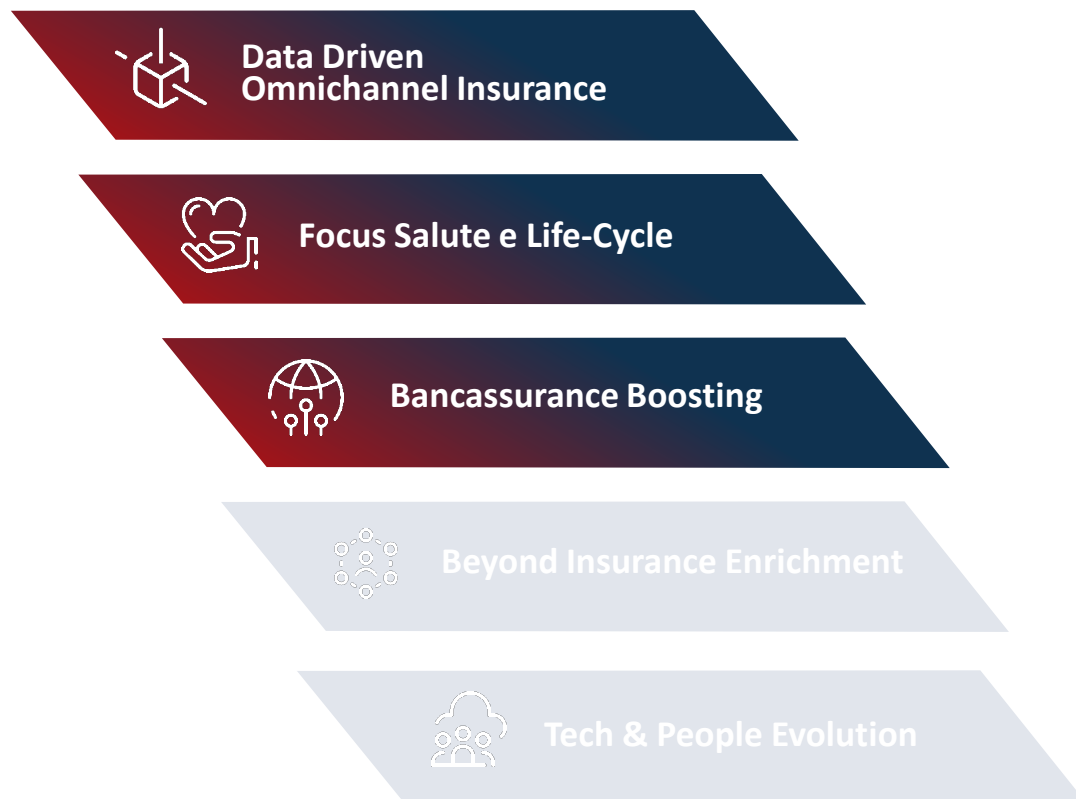 Data Driven
Omnichannel Insurance
Focus Salute e Life-Cycle
Bancassurance Boosting
Beyond Insurance Enrichment
Tech & People Evolution